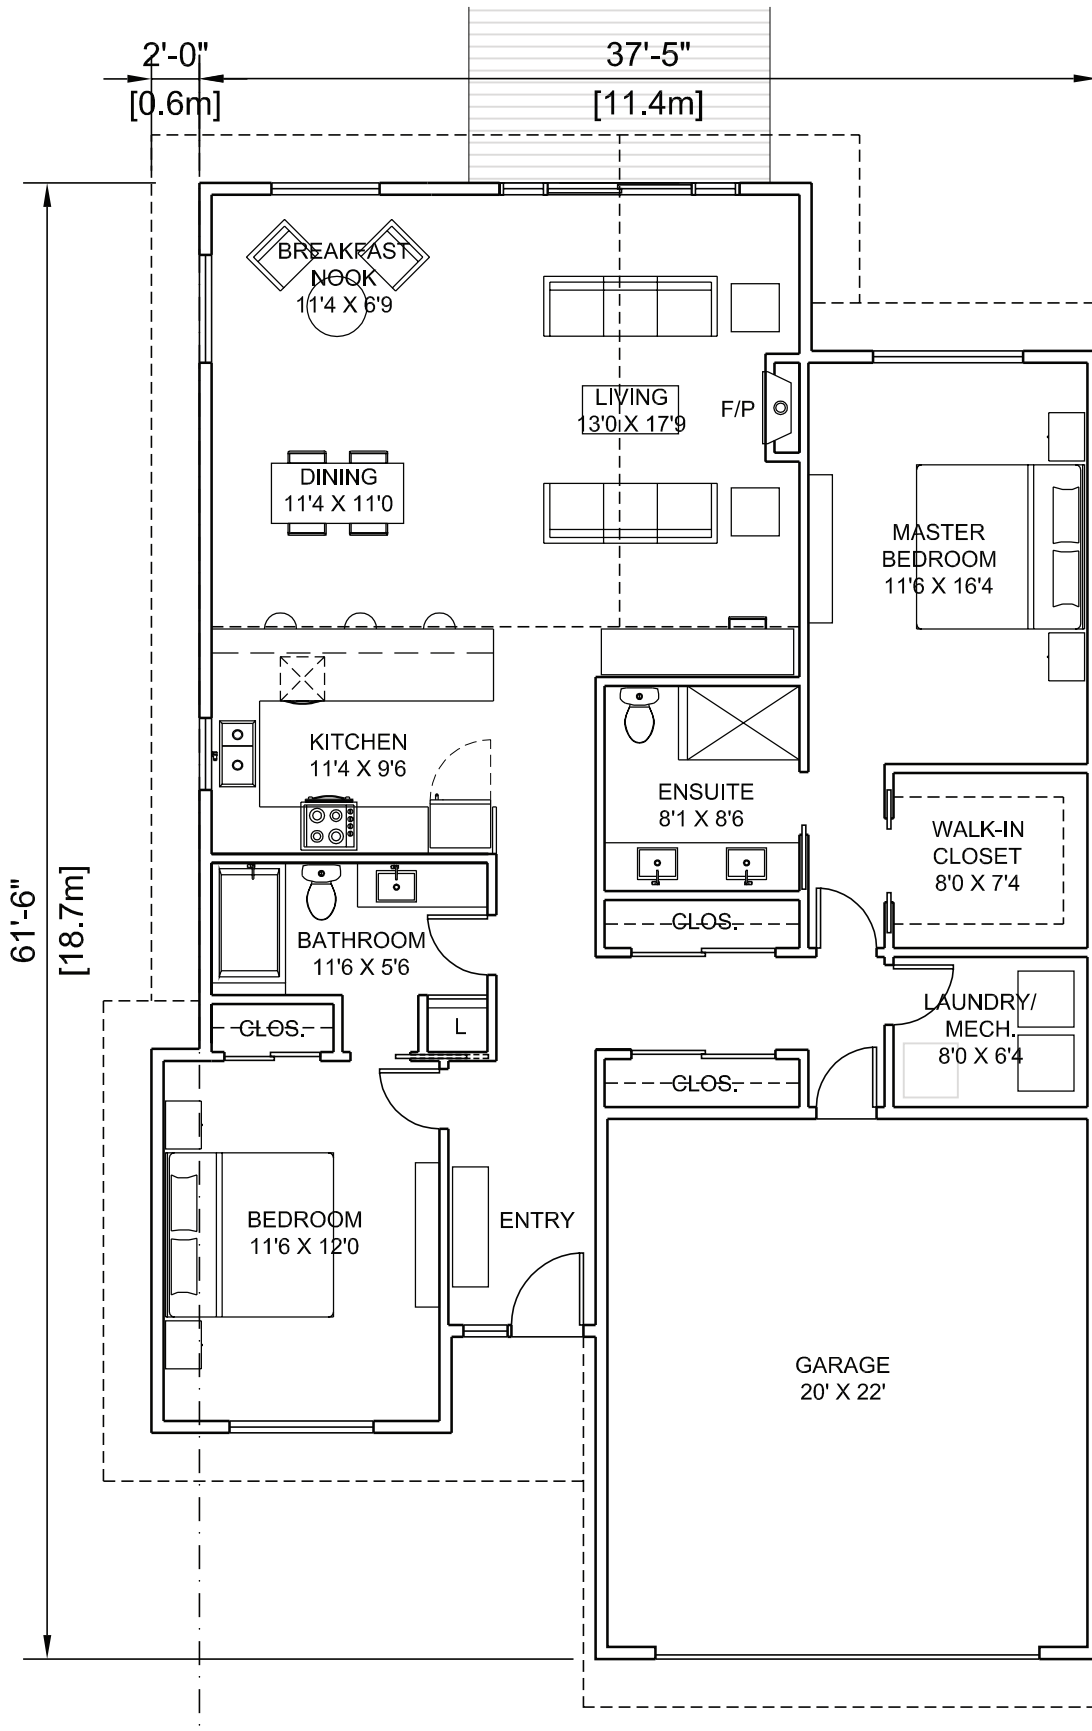 2'-0"
[0.6m]
37'-5"
[11.4m]
61'-6"
[18.7m]
BREAKFAST
NOOK
11'4 X 6'9
LIVING
13'0 X 17'9
F/P
DINING
11'4 X 11'0
MASTER
BEDROOM
11'6 X 16'4
KITCHEN
11'4 X 9'6
ENSUITE
8'1 X 8'6
WALK-IN
CLOSET
8'0 X 7'4
CLOS.
BATHROOM
11'6 X 5'6
CLOS.
L
LAUNDRY/
MECH.
8'0 X 6'4
CLOS.
BEDROOM
11'6 X 12'0
ENTRY
GARAGE
20' X 22'